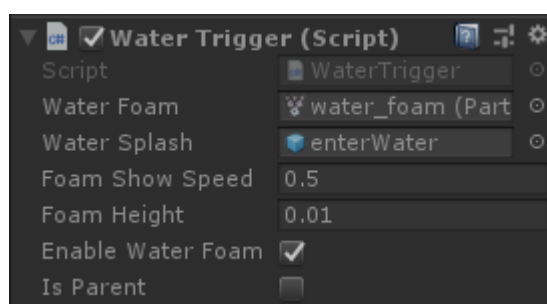 Water Trigger (Script)
Script WaterTrigger
Water Foam water_foam (Part
Water Splash enterWater
Foam Show Speed 0.5
Foam Height 0.01
Enable Water Foam
Is Parent